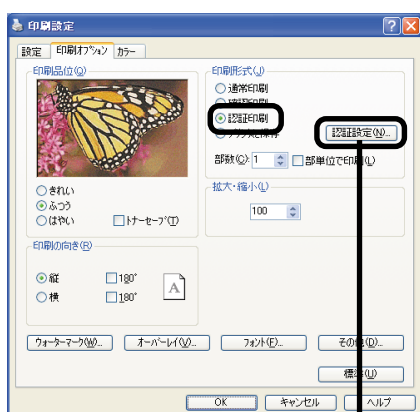 印刷設定
設定 印刷オプション カラー
印刷品位(Q)
きれい
ふつう
はやい トナーセーブ(T)
印刷の向き(R)
縦 180°
横 180°
A
印刷形式(J)
通常印刷
認証印刷
認証設定(N)...
部数(C): 1 部単位で印刷(L)
拡大・縮小(L)
100
ウォーターマーク(W)... オーバーレイ(V)... フォント(F)... その他(D)...
標準(U)
OK キャンセル ヘルプ